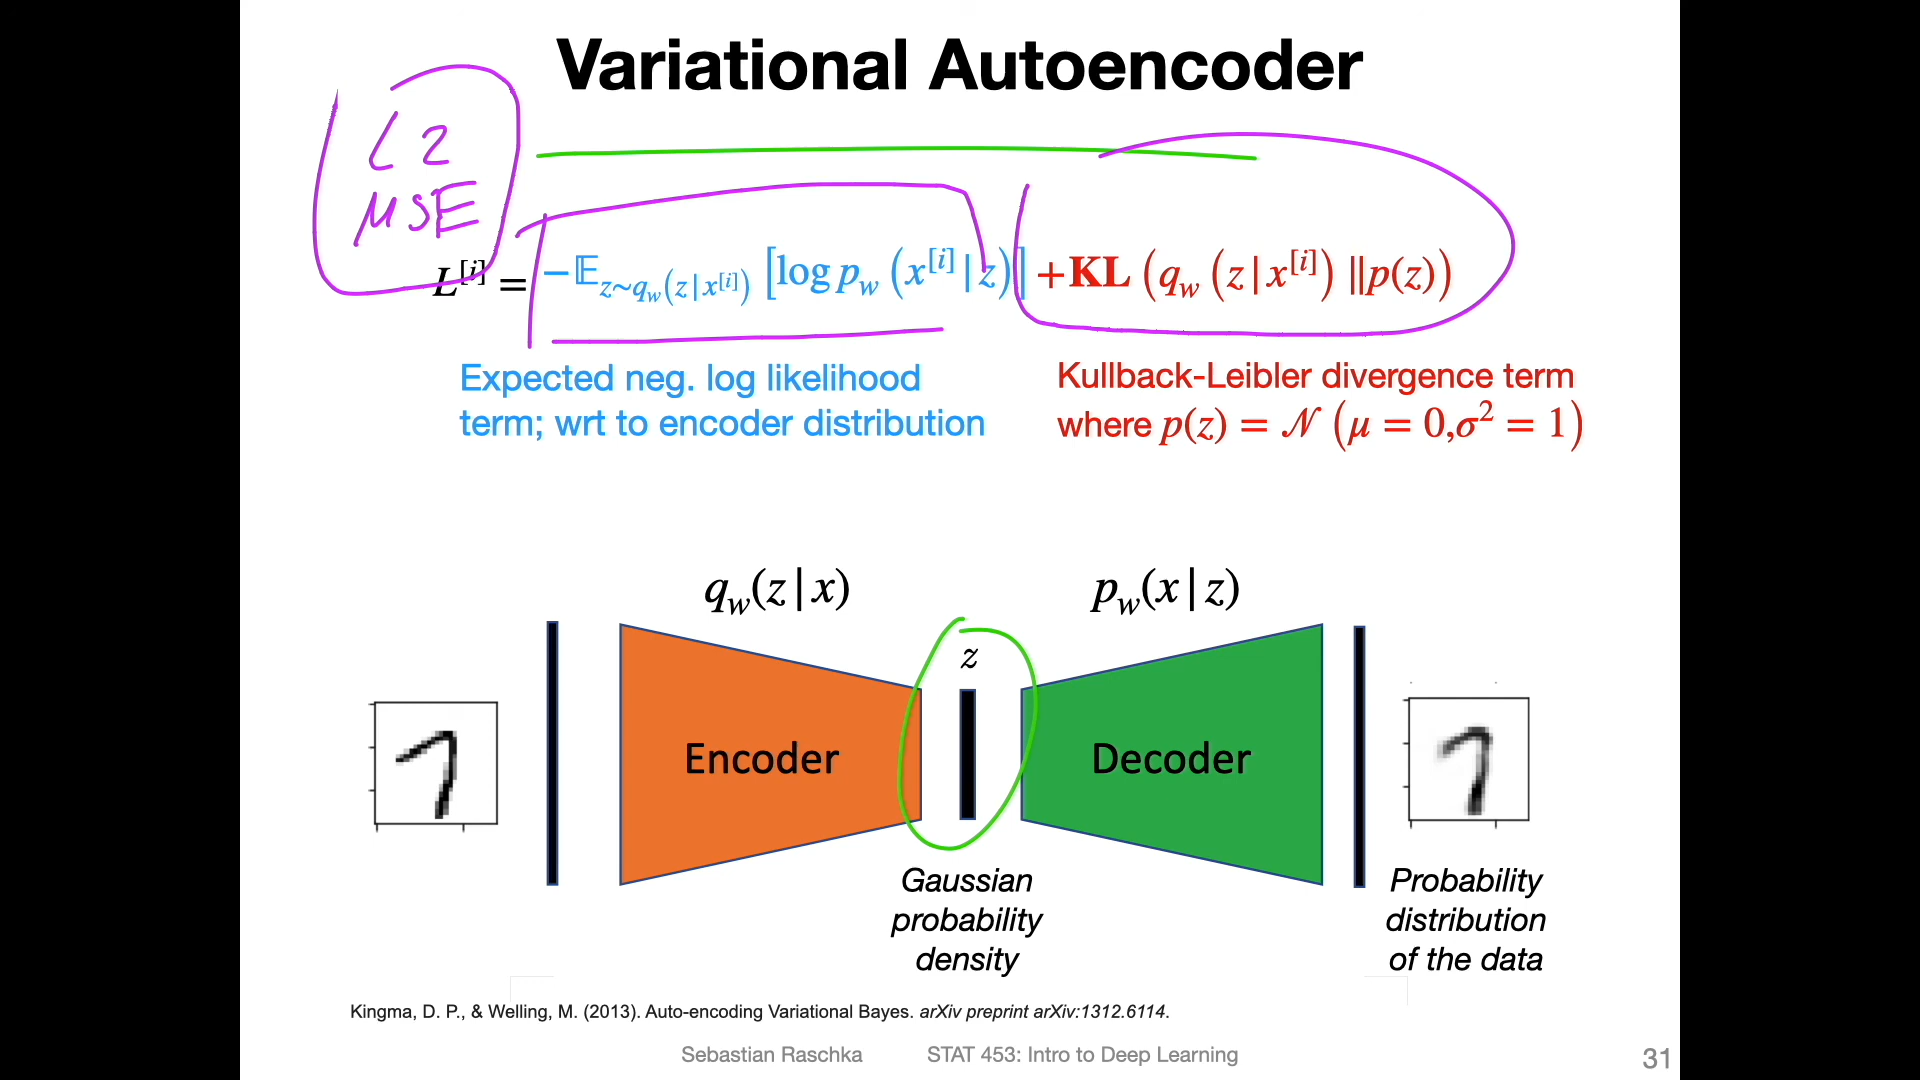 Variational Autoencoder
L2
MSE
L^{[i]} = −𝔼_{z∼q_w(z|x^{[i]})} [log p_w (x^{[i]}|z)] +KL (q_w (z|x^{[i]}) ‖p(z))
Expected neg. log likelihood
term; wrt to encoder distribution
Kullback-Leibler divergence term
where p(z) = 𝒩 (μ = 0,σ² = 1)
q_w(z|x)
p_w(x|z)
z
Encoder
Decoder
Gaussian
probability
density
Probability
distribution
of the data
Kingma, D. P., & Welling, M. (2013). Auto-encoding Variational Bayes. arXiv preprint arXiv:1312.6114.
Sebastian Raschka STAT 453: Intro to Deep Learning 31